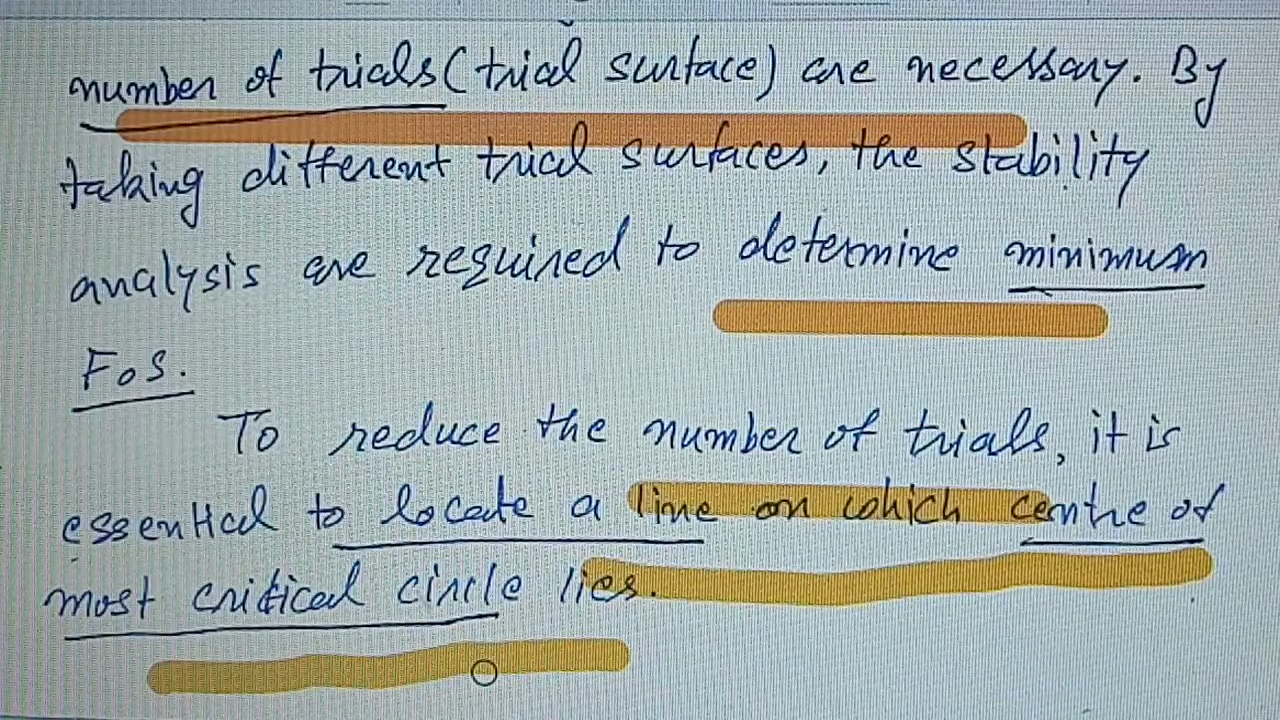 number of trials (trial surface) are necessary. By
taking different trial surfaces, the stability
analysis are required to determine minimum
FoS.
To reduce the number of trials, it is
essential to locate a line on which centre of
most critical circle lies.